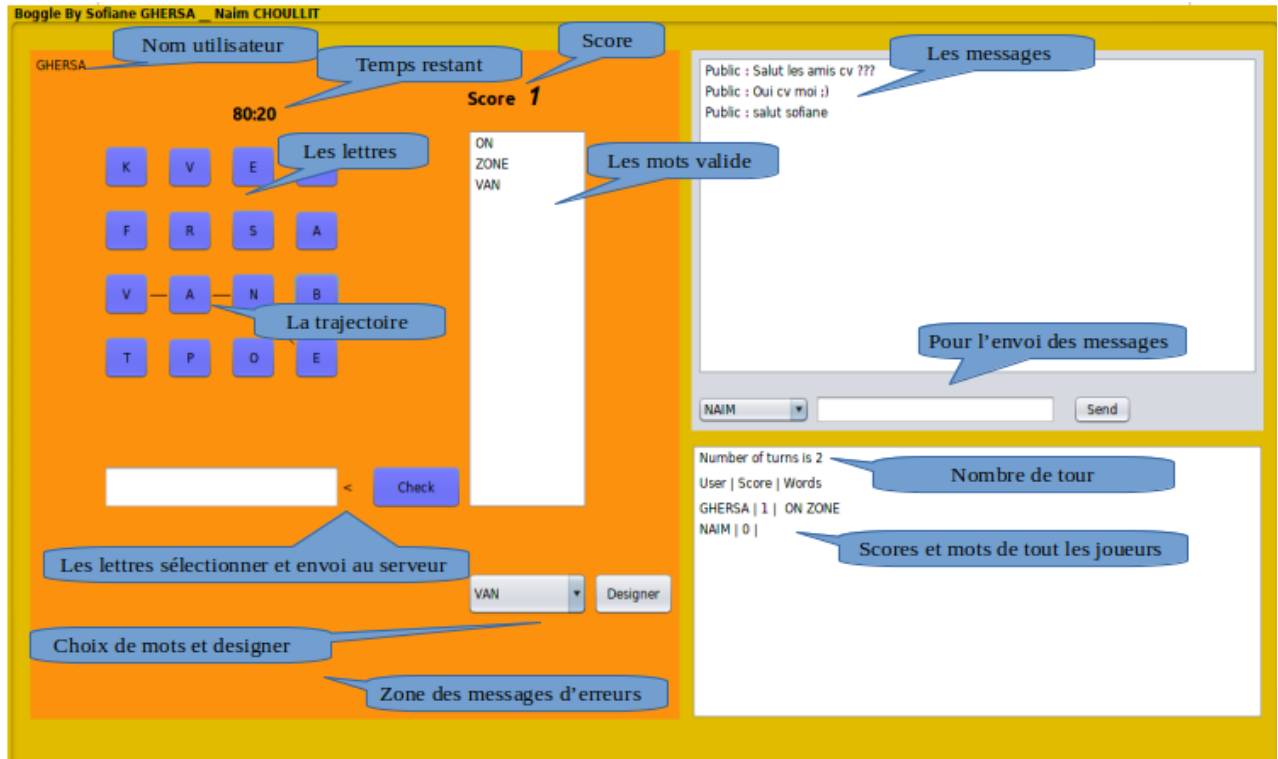 Boggle By Sofiane GHERSA __ Naim CHOULLIT
Nom utilisateur
GHERSA
Temps restant
80:20
Score
Score 1
Les lettres
K V E
F R S A
V A N B
T P O E
La trajectoire
ON
ZONE
VAN
Les mots valide
< Check
Les lettres sélectionner et envoi au serveur
VAN Designer
Choix de mots et designer
Zone des messages d’erreurs
Les messages
Public : Salut les amis cv ???
Public : Oui cv moi ;)
Public : salut sofiane
Pour l’envoi des messages
NAIM Send
Number of turns is 2
Nombre de tour
User | Score | Words
GHERSA | 1 | ON ZONE
NAIM | 0 |
Scores et mots de tout les joueurs